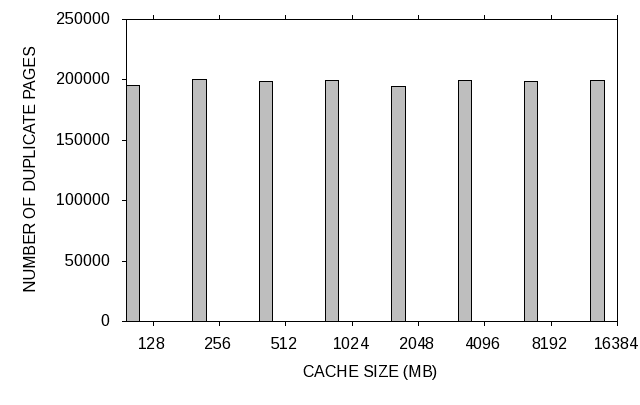 250000
200000
150000
100000
50000
0
NUMBER OF DUPLICATE PAGES
128 256 512 1024 2048 4096 8192 16384
CACHE SIZE (MB)